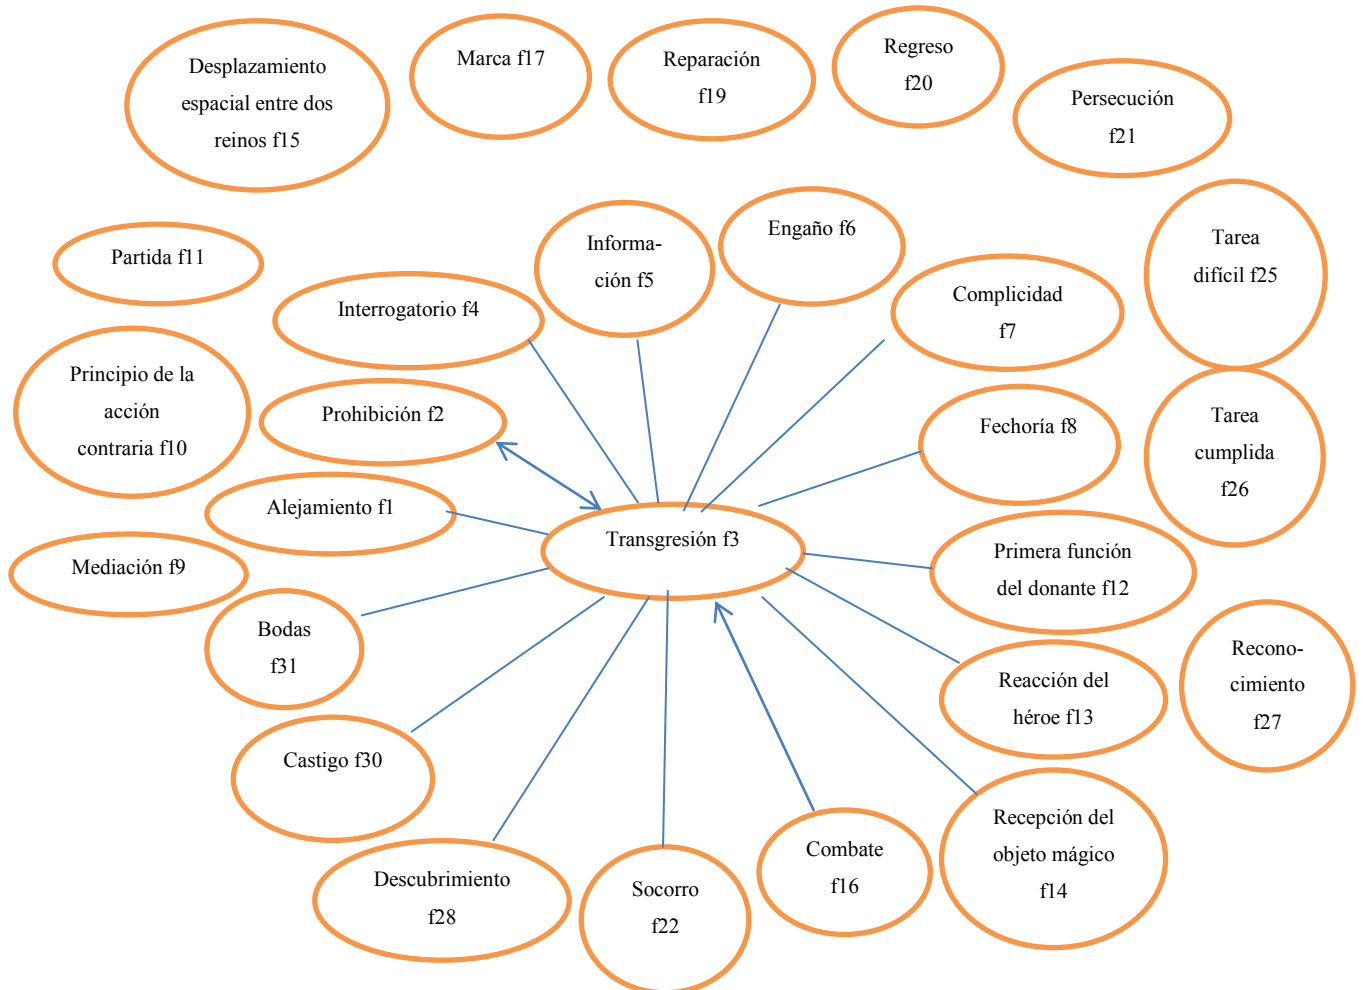 Desplazamiento
espacial entre dos
reinos f15
Marca f17
Reparación
f19
Regreso
f20
Persecución
f21
Partida f11
Interrogatorio f4
Informa-
ción f5
Engaño f6
Complicidad
f7
Tarea
difícil f25
Principio de la
acción
contraria f10
Prohibición f2
Fechoría f8
Tarea
cumplida
f26
Alejamiento f1
Transgresión f3
Mediación f9
Primera función
del donante f12
Bodas
f31
Reacción del
héroe f13
Recono-
cimiento
f27
Castigo f30
Recepción del
objeto mágico
f14
Combate
f16
Descubrimiento
f28
Socorro
f22